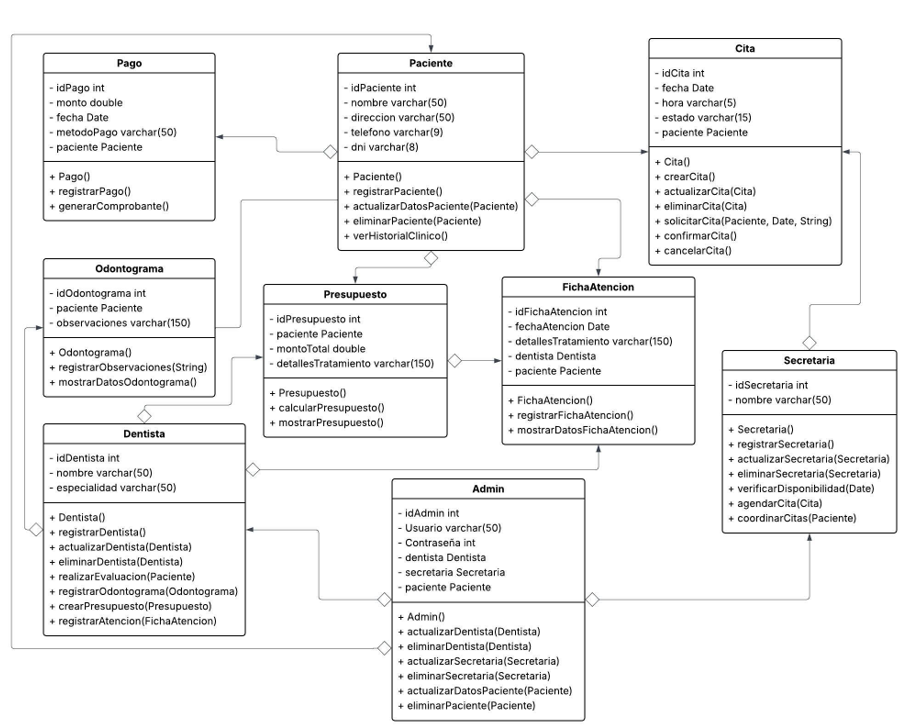 Pago
- idPago int
- monto double
- fecha Date
- metodoPago varchar(50)
- paciente Paciente
+ Pago()
+ registrarPago()
+ generarComprobante()
Paciente
- idPaciente int
- nombre varchar(50)
- direccion varchar(50)
- telefono varchar(9)
- dni varchar(8)
+ Paciente()
+ registrarPaciente()
+ actualizarDatosPaciente(Paciente)
+ eliminarPaciente(Paciente)
+ verHistorialClinico()
Cita
- idCita int
- fecha Date
- hora varchar(5)
- estado varchar(15)
- paciente Paciente
+ Cita()
+ crearCita()
+ actualizarCita(Cita)
+ eliminarCita(Cita)
+ solicitarCita(Paciente, Date, String)
+ confirmarCita()
+ cancelarCita()
Odontograma
- idOdontograma int
- paciente Paciente
- observaciones varchar(150)
+ Odontograma()
+ registrarObservaciones(String)
+ mostrarDatosOdontograma()
Presupuesto
- idPresupuesto int
- paciente Paciente
- montoTotal double
- detallesTratamiento varchar(150)
+ Presupuesto()
+ calcularPresupuesto()
+ mostrarPresupuesto()
FichaAtencion
- idFichaAtencion int
- fechaAtencion Date
- detallesTratamiento varchar(150)
- dentista Dentista
- paciente Paciente
+ FichaAtencion()
+ registrarFichaAtencion()
+ mostrarDatosFichaAtencion()
Secretaria
- idSecretaria int
- nombre varchar(50)
+ Secretaria()
+ registrarSecretaria()
+ actualizarSecretaria(Secretaria)
+ eliminarSecretaria(Secretaria)
+ verificarDisponibilidad(Date)
+ agendarCita(Cita)
+ coordinarCitas(Paciente)
Dentista
- idDentista int
- nombre varchar(50)
- especialidad varchar(50)
+ Dentista()
+ registrarDentista()
+ actualizarDentista(Dentista)
+ eliminarDentista(Dentista)
+ realizarEvaluacion(Paciente)
+ registrarOdontograma(Odontograma)
+ crearPresupuesto(Presupuesto)
+ registrarAtencion(FichaAtencion)
Admin
- idAdmin int
- Usuario varchar(50)
- Contraseña int
- dentista Dentista
- secretaria Secretaria
- paciente Paciente
+ Admin()
+ actualizarDentista(Dentista)
+ eliminarDentista(Dentista)
+ actualizarSecretaria(Secretaria)
+ eliminarSecretaria(Secretaria)
+ actualizarDatosPaciente(Paciente)
+ eliminarPaciente(Paciente)